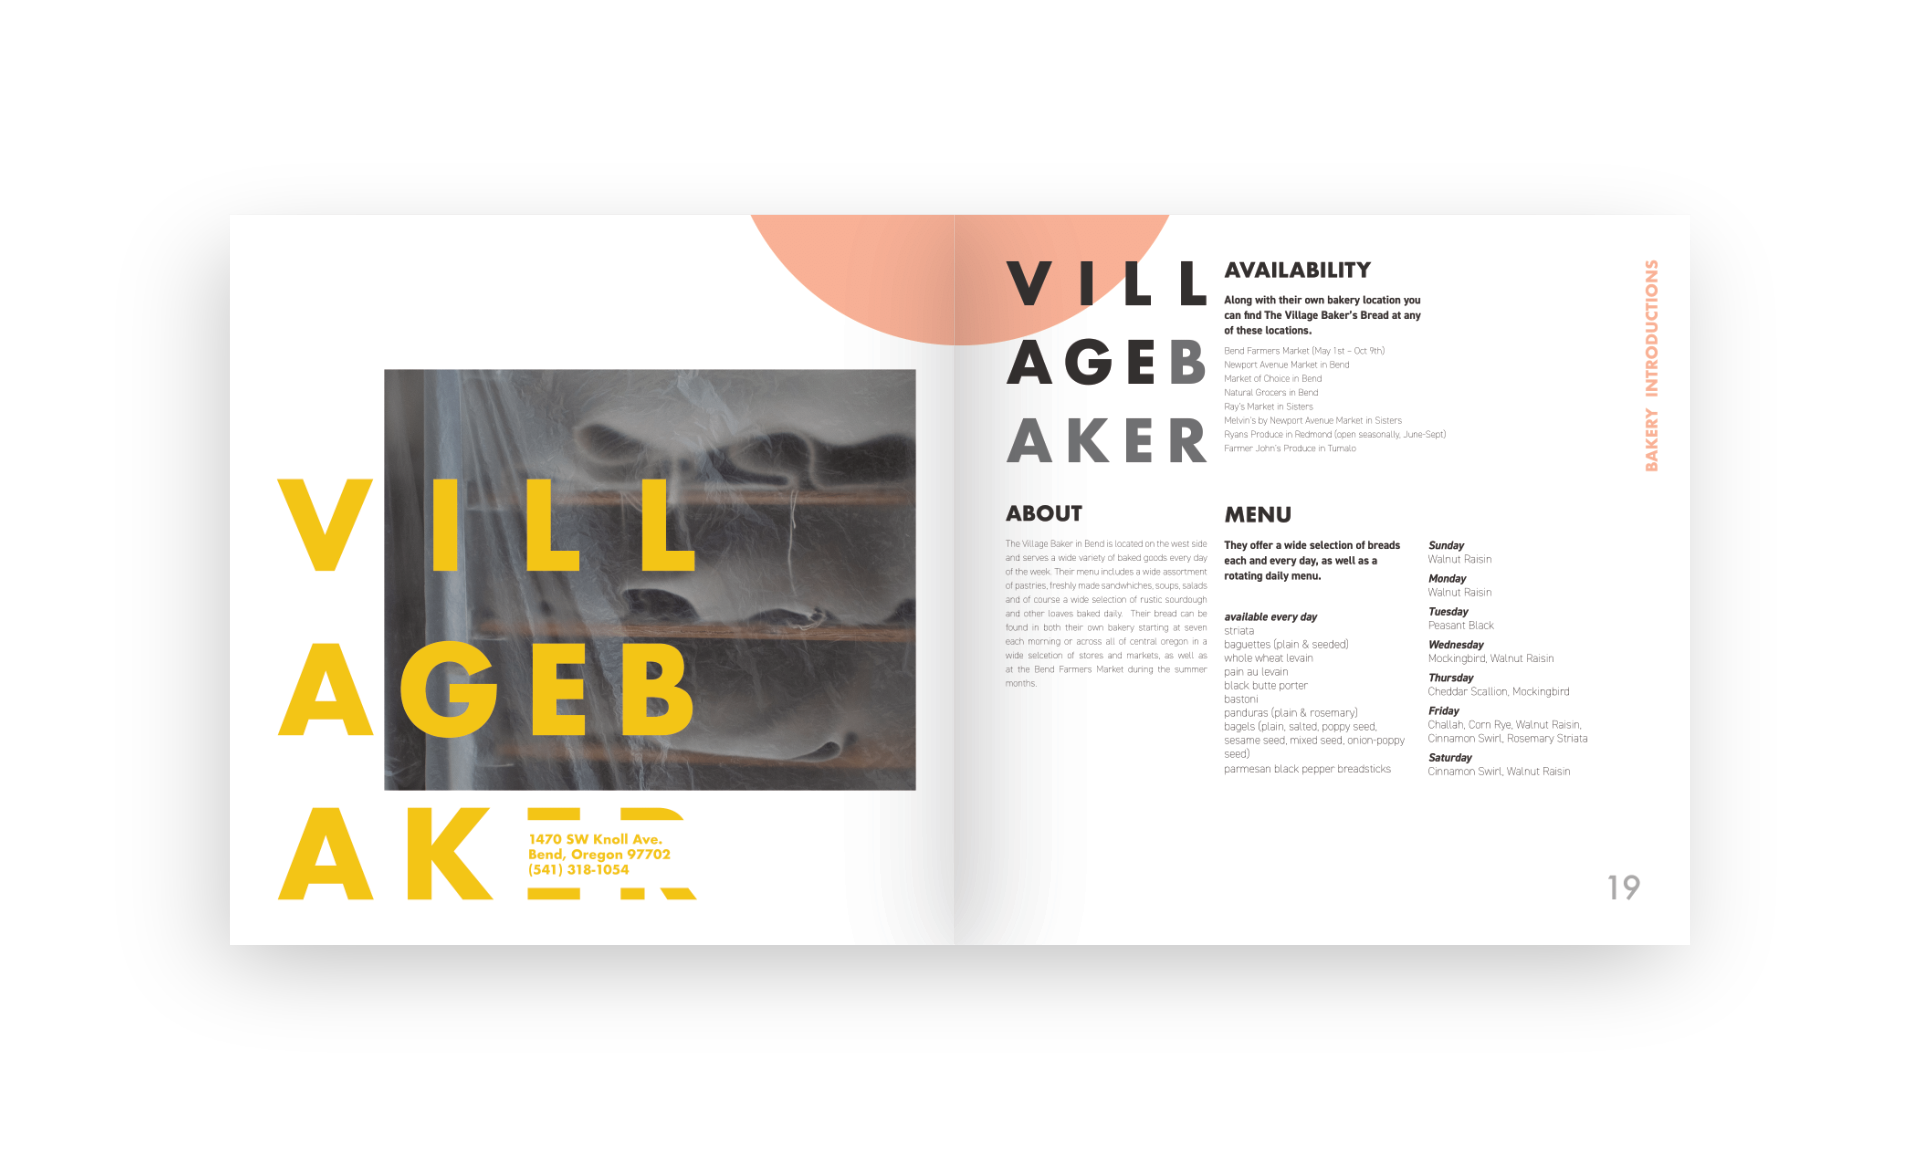 VILL
AGEB
AKER
1470 SW Knoll Ave.
Bend, Oregon 97702
(541) 318-1054
VILL
AGEB
AKER
ABOUT
The Village Baker in Bend is located on the west side
and serves a wide variety of baked goods every day
of the week. Their menu includes a wide assortment
of pastries, freshly made sandwhiches, soups, salads
and of course a wide selection of rustic sourdough
and other loaves baked daily. Their bread can be
found in both their own bakery starting at seven
each morning or across all of central oregon in a
wide selcetion of stores and markets, as well as
at the Bend Farmers Market during the summer
months.
AVAILABILITY
Along with their own bakery location you
can find The Village Baker's Bread at any
of these locations.
Bend Farmers Market (May 1st – Oct 9th)
Newport Avenue Market in Bend
Market of Choice in Bend
Natural Grocers in Bend
Ray's Market in Sisters
Melvin's by Newport Avenue Market in Sisters
Ryans Produce in Redmond (open seasonally, June-Sept)
Farmer John's Produce in Tumalo
MENU
They offer a wide selection of breads
each and every day, as well as a
rotating daily menu.
available every day
striata
baguettes (plain & seeded)
whole wheat levain
pain au levain
black butte porter
bastoni
panduras (plain & rosemary)
bagels (plain, salted, poppy seed,
sesame seed, mixed seed, onion-poppy
seed)
parmesan black pepper breadsticks
Sunday
Walnut Raisin
Monday
Walnut Raisin
Tuesday
Peasant Black
Wednesday
Mockingbird, Walnut Raisin
Thursday
Cheddar Scallion, Mockingbird
Friday
Challah, Corn Rye, Walnut Raisin,
Cinnamon Swirl, Rosemary Striata
Saturday
Cinnamon Swirl, Walnut Raisin
BAKERY INTRODUCTIONS
19